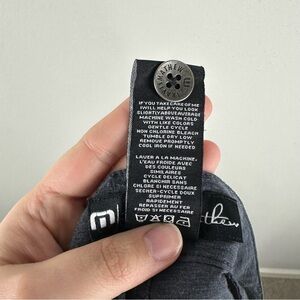 TRAVISMATHEW
IF YOU TAKE CARE OF ME
I WILL HELP YOU LOOK
SLIGHTLY ABOVE AVERAGE
MACHINE WASH COLD
WITH LIKE COLORS
GENTLE CYCLE
NON CHLORINE BLEACH
TUMBLE DRY LOW
REMOVE PROMPTLY
COOL IRON IF NEEDED
LAVER A LA MACHINE,
L'EAU FROIDE AVEC
DES COULEURS
SIMILAIRES
CYCLE DELICAT
BLANCHIR SANS
CHLORE SI NECESSAIRE
SECHER-CYCLE DOUX
SUPPRIMER
RAPIDEMENT
REPASSER AU FER
FROID SI NECESSAIRE
m
thew